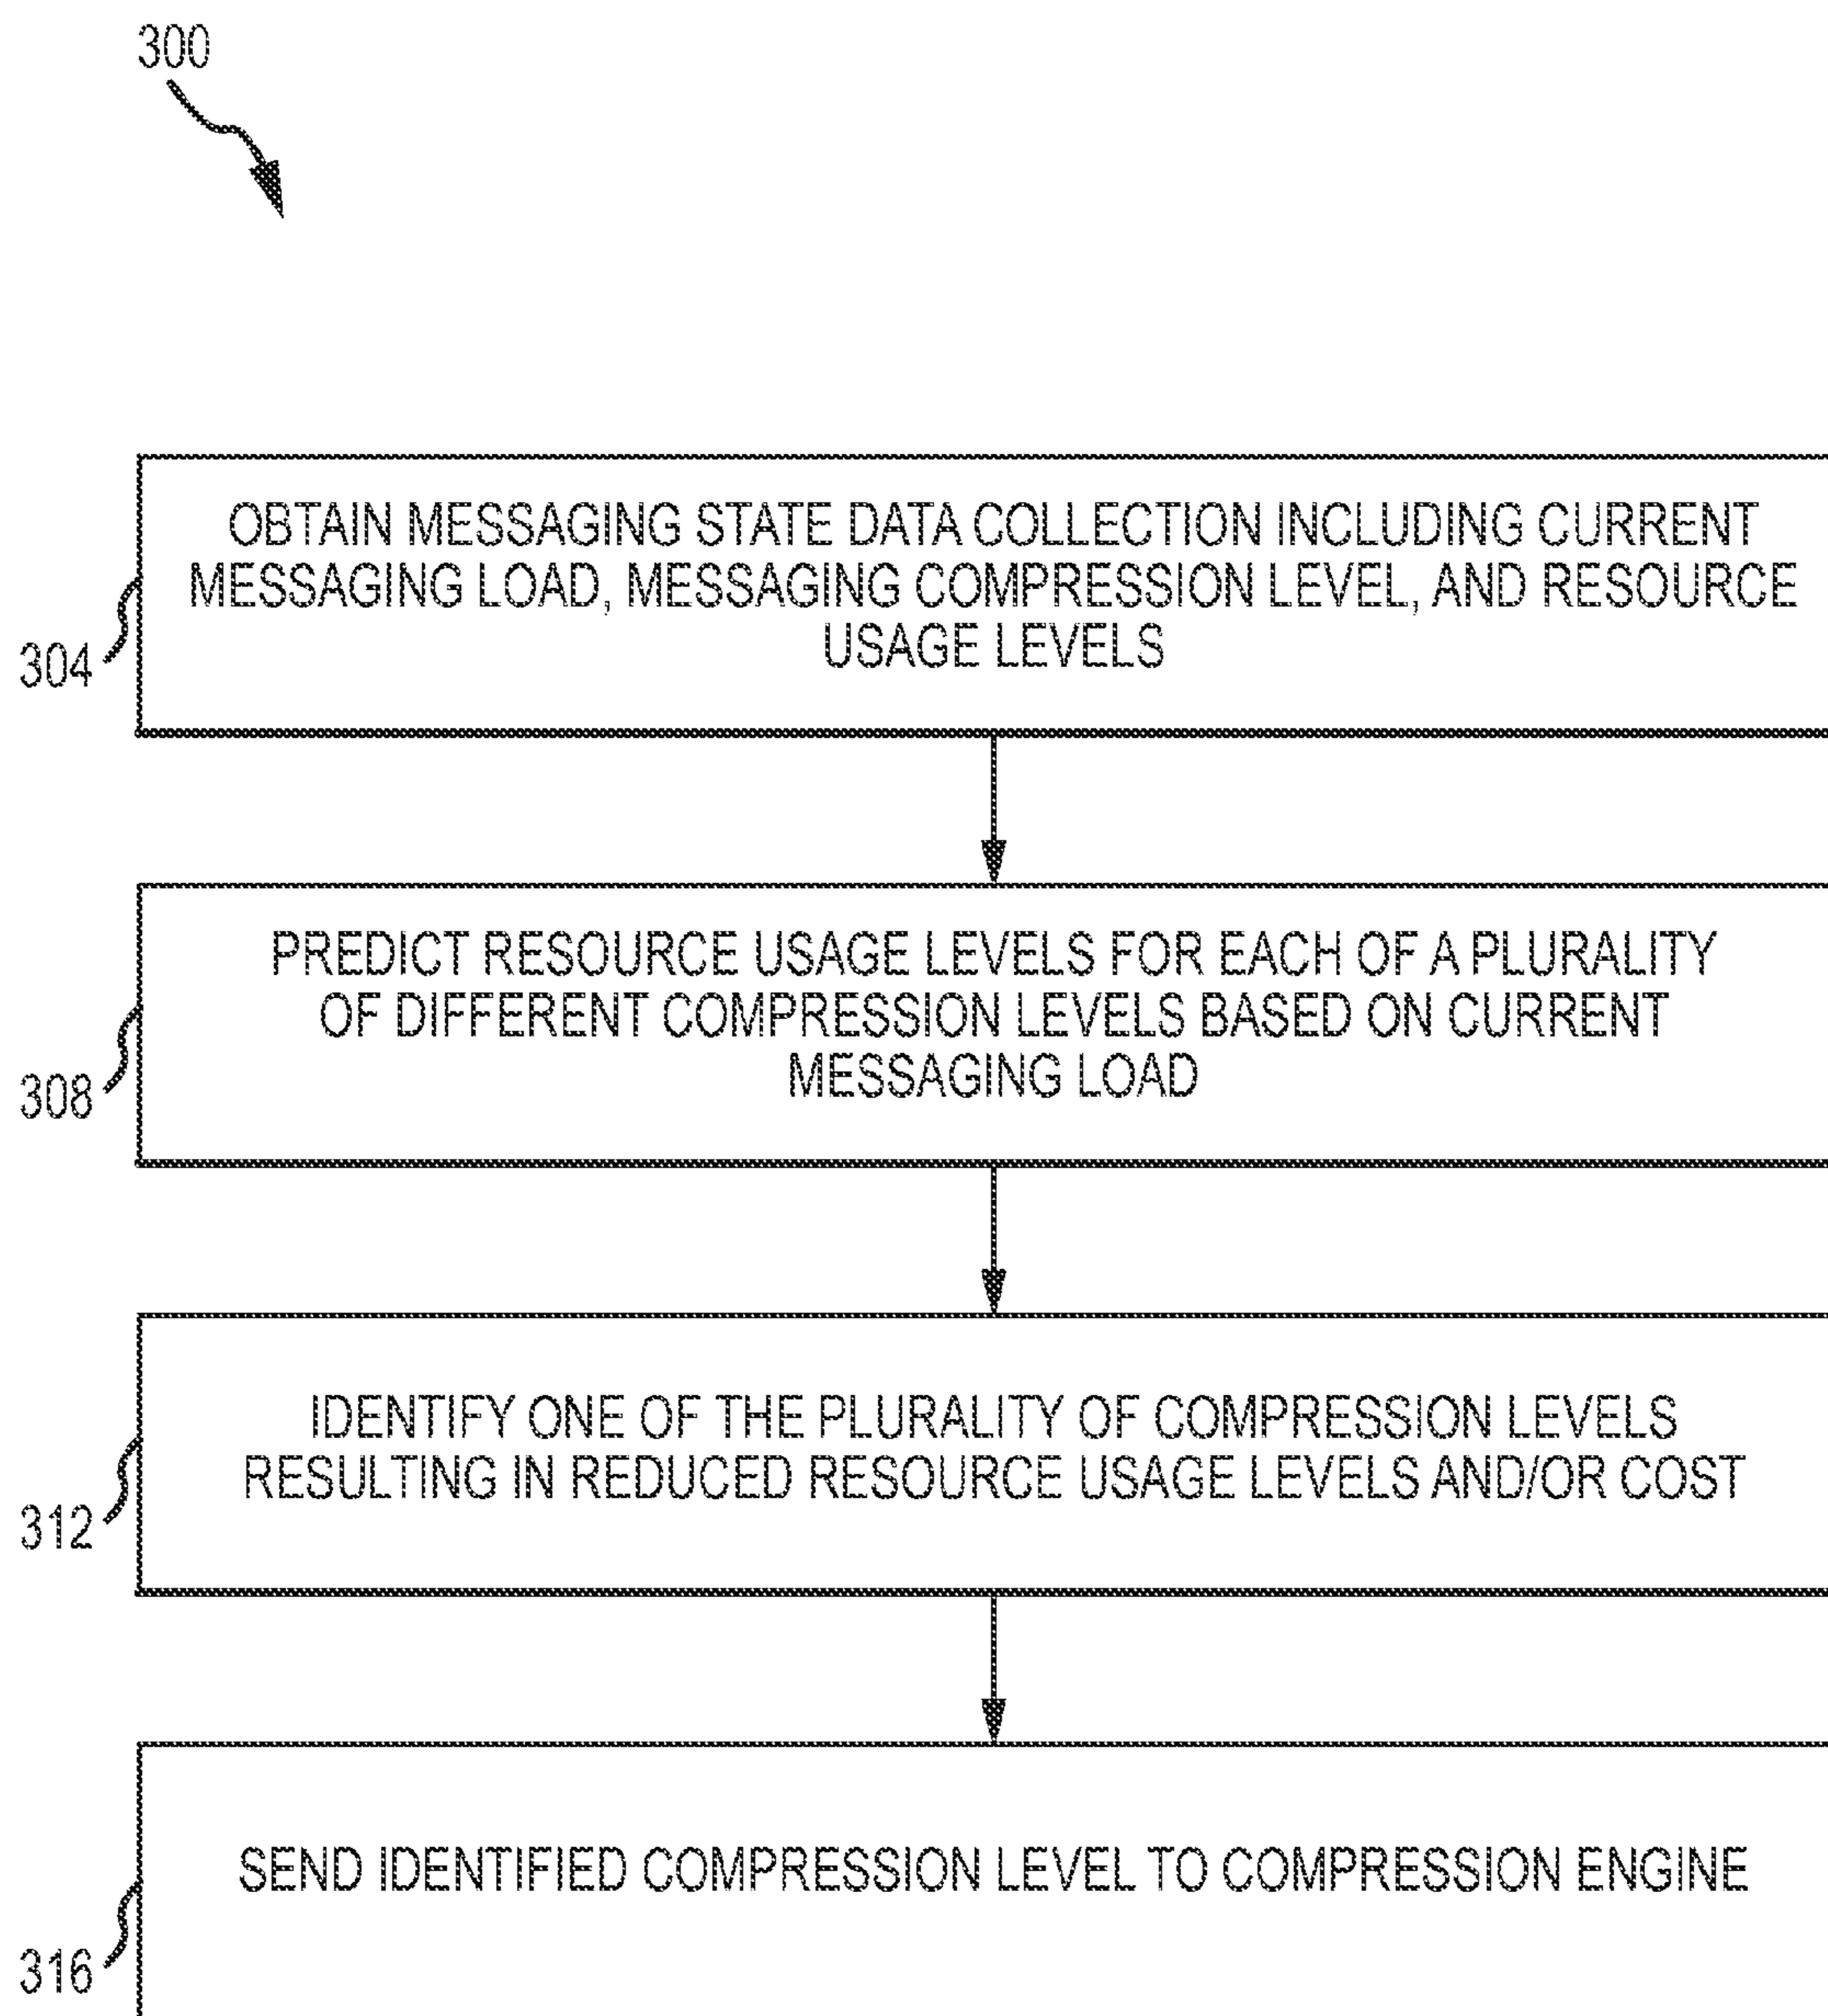 300
OBTAIN MESSAGING STATE DATA COLLECTION INCLUDING CURRENT
MESSAGING LOAD, MESSAGING COMPRESSION LEVEL, AND RESOURCE
USAGE LEVELS
304
PREDICT RESOURCE USAGE LEVELS FOR EACH OF A PLURALITY
OF DIFFERENT COMPRESSION LEVELS BASED ON CURRENT
MESSAGING LOAD
308
IDENTIFY ONE OF THE PLURALITY OF COMPRESSION LEVELS
RESULTING IN REDUCED RESOURCE USAGE LEVELS AND/OR COST
312
SEND IDENTIFIED COMPRESSION LEVEL TO COMPRESSION ENGINE
316